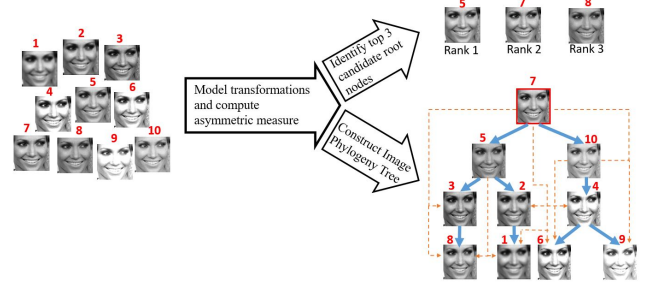 1 2 3
4 5 6
7 8 9 10
Model transformations
and compute
asymmetric measure
Identify top 3
candidate root
nodes
Construct Image
Phylogeny Tree
5 7 8
Rank 1 Rank 2 Rank 3
7
5 10
3 2 4
8 1 6 9